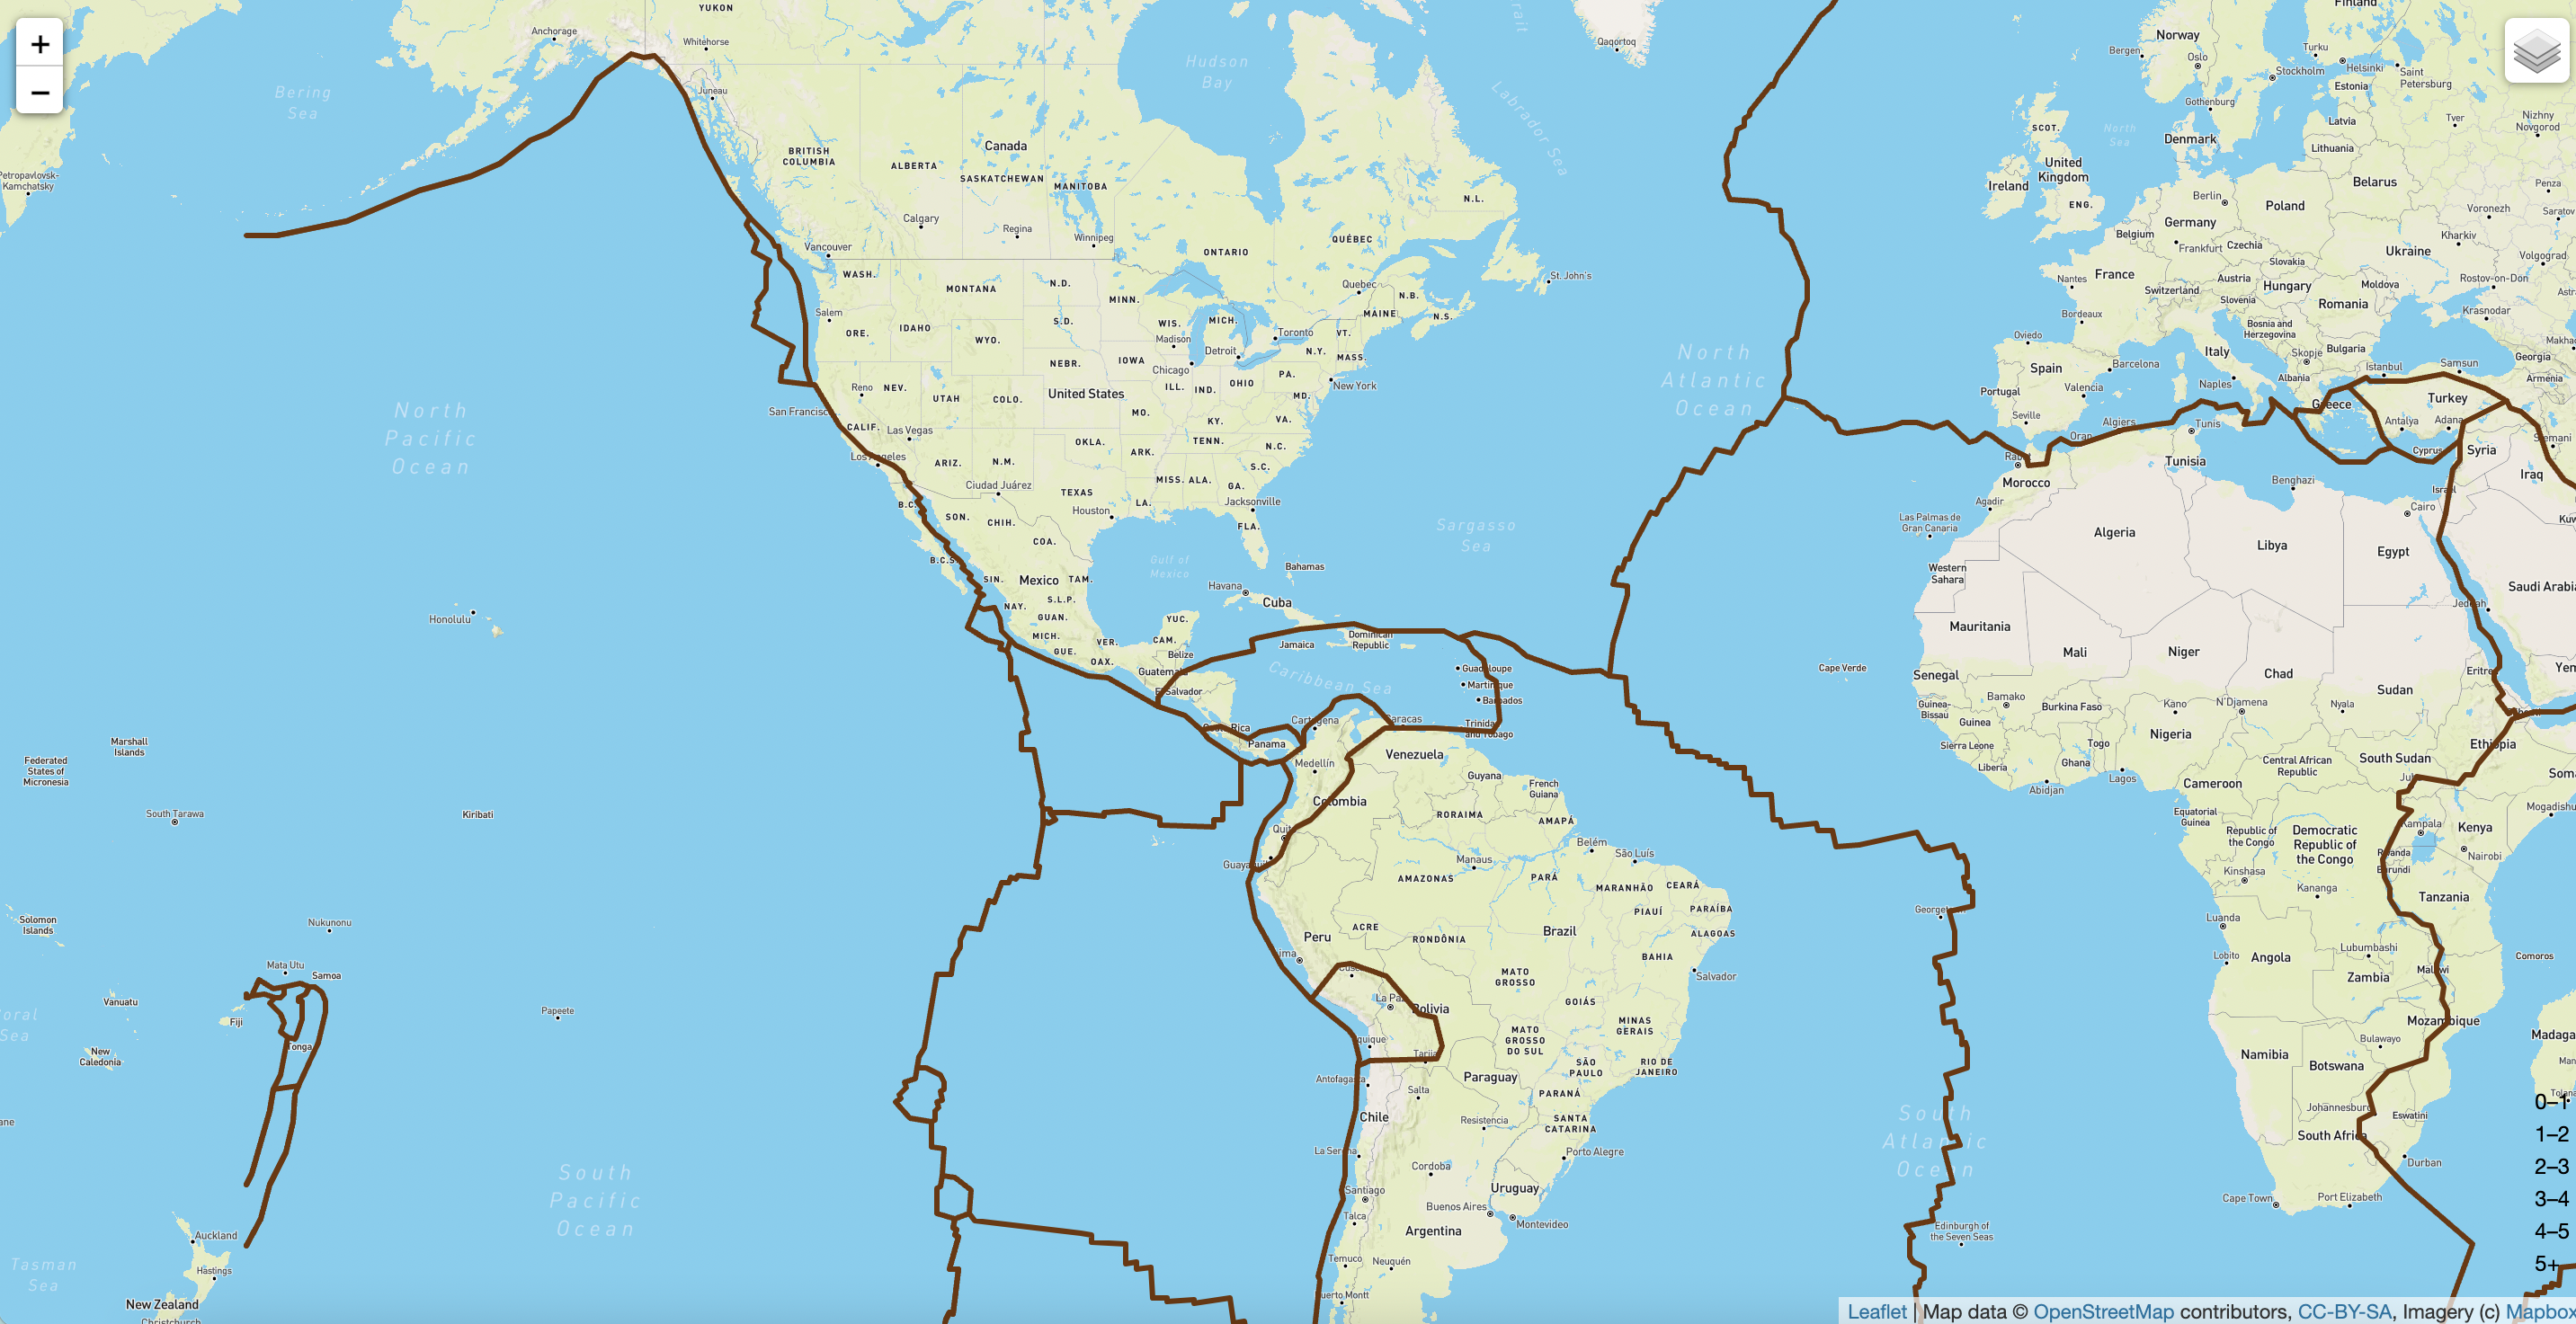 +
−
YUKON
Anchorage
Whitehorse
Juneau
Bering
Sea
Petropavlovsk-
Kamchatsky
Hudson
Bay
Labrador Sea
Qaqortoq
BRITISH
COLUMBIA
ALBERTA
Canada
SASKATCHEWAN
MANITOBA
Calgary
Regina
Winnipeg
Vancouver
ONTARIO
QUÉBEC
N.L.
St. John's
Quebec
N.B.
MAINE
N.S.
WASH.
MONTANA
N.D.
MINN.
Salem
ORE.
IDAHO
S.D.
WIS.
MICH.
Madison
Toronto
VT.
WYO.
Detroit
N.Y.
MASS.
NEBR.
IOWA
Chicago
PA.
Reno
NEV.
UTAH
COLO.
United States
ILL.
IND.
OHIO
New York
MD.
San Francisco
MO.
KY.
VA.
CALIF.
Las Vegas
OKLA.
TENN.
N.C.
ARK.
Los Angeles
ARIZ.
N.M.
S.C.
MISS.
ALA.
GA.
Ciudad Juárez
TEXAS
LA.
Jacksonville
Houston
B.C.
SON.
CHIH.
FLA.
COA.
B.C.S.
SIN.
Mexico
TAM.
Gulf of
Mexico
Bahamas
Havana
Cuba
NAY.
S.L.P.
GUAN.
YUC.
MICH.
VER.
CAM.
GUE.
OAX.
Belize
Jamaica
Dominican
Republic
Guatemala
El Salvador
Caribbean Sea
Guadeloupe
Martinique
Barbados
Costa Rica
Cartagena
Caracas
Trinidad
and Tobago
Panama
Medellín
Venezuela
Guyana
French
Guiana
Colombia
RORAIMA
AMAPÁ
Quito
Guayaquil
Belém
São Luís
Manaus
AMAZONAS
PARÁ
MARANHÃO
CEARÁ
PIAUÍ
PARAÍBA
Peru
ACRE
RONDÔNIA
Brazil
ALAGOAS
BAHIA
MATO
GROSSO
Salvador
La Paz
Bolivia
GOIÁS
MINAS
GERAIS
MATO
GROSSO
DO SUL
Tarija
SÃO
PAULO
RIO DE
JANEIRO
Antofagasta
Paraguay
Salta
PARANÁ
Chile
Resistencia
SANTA
CATARINA
La Serena
Porto Alegre
Cordoba
Santiago
Uruguay
Talca
Buenos Aires
Montevideo
Argentina
Temuco
Neuquén
Puerto Montt
North
Pacific
Ocean
Honolulu
Marshall
Islands
Federated
States of
Micronesia
South Tarawa
Kiribati
Solomon
Islands
Nukunonu
Mata Utu
Samoa
Vanuatu
Fiji
Papeete
New
Caledonia
Tonga
South
Pacific
Ocean
Auckland
Tasman
Sea
Hastings
New Zealand
Christchurch
North
Atlantic
Ocean
Sargasso
Sea
Cape Verde
Georgetown
South
Atlantic
Ocean
Edinburgh of
the Seven Seas
Finland
Norway
Bergen
Oslo
Turku
Helsinki
Stockholm
Saint
Petersburg
Estonia
Gothenburg
SCOT.
North
Sea
Denmark
Latvia
Tver
Nizhny
Novgorod
Lithuania
United
Kingdom
Ireland
Belarus
Penza
Berlin
ENG.
Poland
Voronezh
Saratov
Germany
Belgium
Frankfurt
Czechia
Kharkiv
Ukraine
Volgograd
Slovakia
Nantes
France
Austria
Hungary
Moldova
Rostov-on-Don
Switzerland
Slovenia
Romania
Bordeaux
Krasnodar
Bosnia and
Herzegovina
Oviedo
Italy
Skopje
Bulgaria
Georgia
Spain
Barcelona
Albania
Istanbul
Samsun
Armenia
Portugal
Valencia
Naples
Greece
Turkey
Seville
Antalya
Adana
Algiers
Tunis
Oran
Rabat
Cyprus
Syria
Morocco
Tunisia
Iraq
Agadir
Benghazi
Israel
Las Palmas de
Gran Canaria
Cairo
Algeria
Libya
Egypt
Western
Sahara
Saudi Arabia
Jeddah
Mauritania
Mali
Niger
Chad
Eritrea
Senegal
Sudan
Bamako
Guinea-
Bissau
Burkina Faso
Kano
N'Djamena
Nyala
Guinea
Sierra Leone
Togo
Nigeria
Ethiopia
Liberia
Ghana
Central African
Republic
South Sudan
Abidjan
Lagos
Cameroon
Equatorial
Guinea
Mogadishu
Republic of
the Congo
Democratic
Republic of
the Congo
Kampala
Kenya
Rwanda
Nairobi
Burundi
Kinshasa
Kananga
Tanzania
Luanda
Lubumbashi
Lobito
Angola
Comoros
Malawi
Zambia
Mozambique
Bulawayo
Namibia
Botswana
Johannesburg
Eswatini
South Africa
Durban
Cape Town
Port Elizabeth
0–1
1–2
2–3
3–4
4–5
5+
Leaflet | Map data © OpenStreetMap contributors, CC-BY-SA, Imagery (c) Mapbox